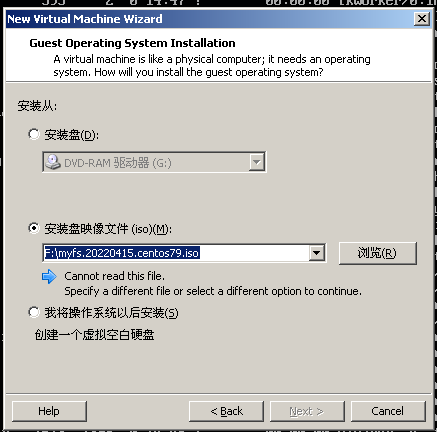 New Virtual Machine Wizard
Guest Operating System Installation
A virtual machine is like a physical computer; it needs an operating
system. How will you install the guest operating system?
安装从:
安装盘(D):
DVD-RAM 驱动器 (G:)
安装盘映像文件 (iso)(M):
F:\myfs.20220415.centos79.iso
浏览(R)
Cannot read this file.
Specify a different file or select a different option to continue.
我将操作系统以后安装(S)
创建一个虚拟空白硬盘
Help
< Back
Next >
Cancel